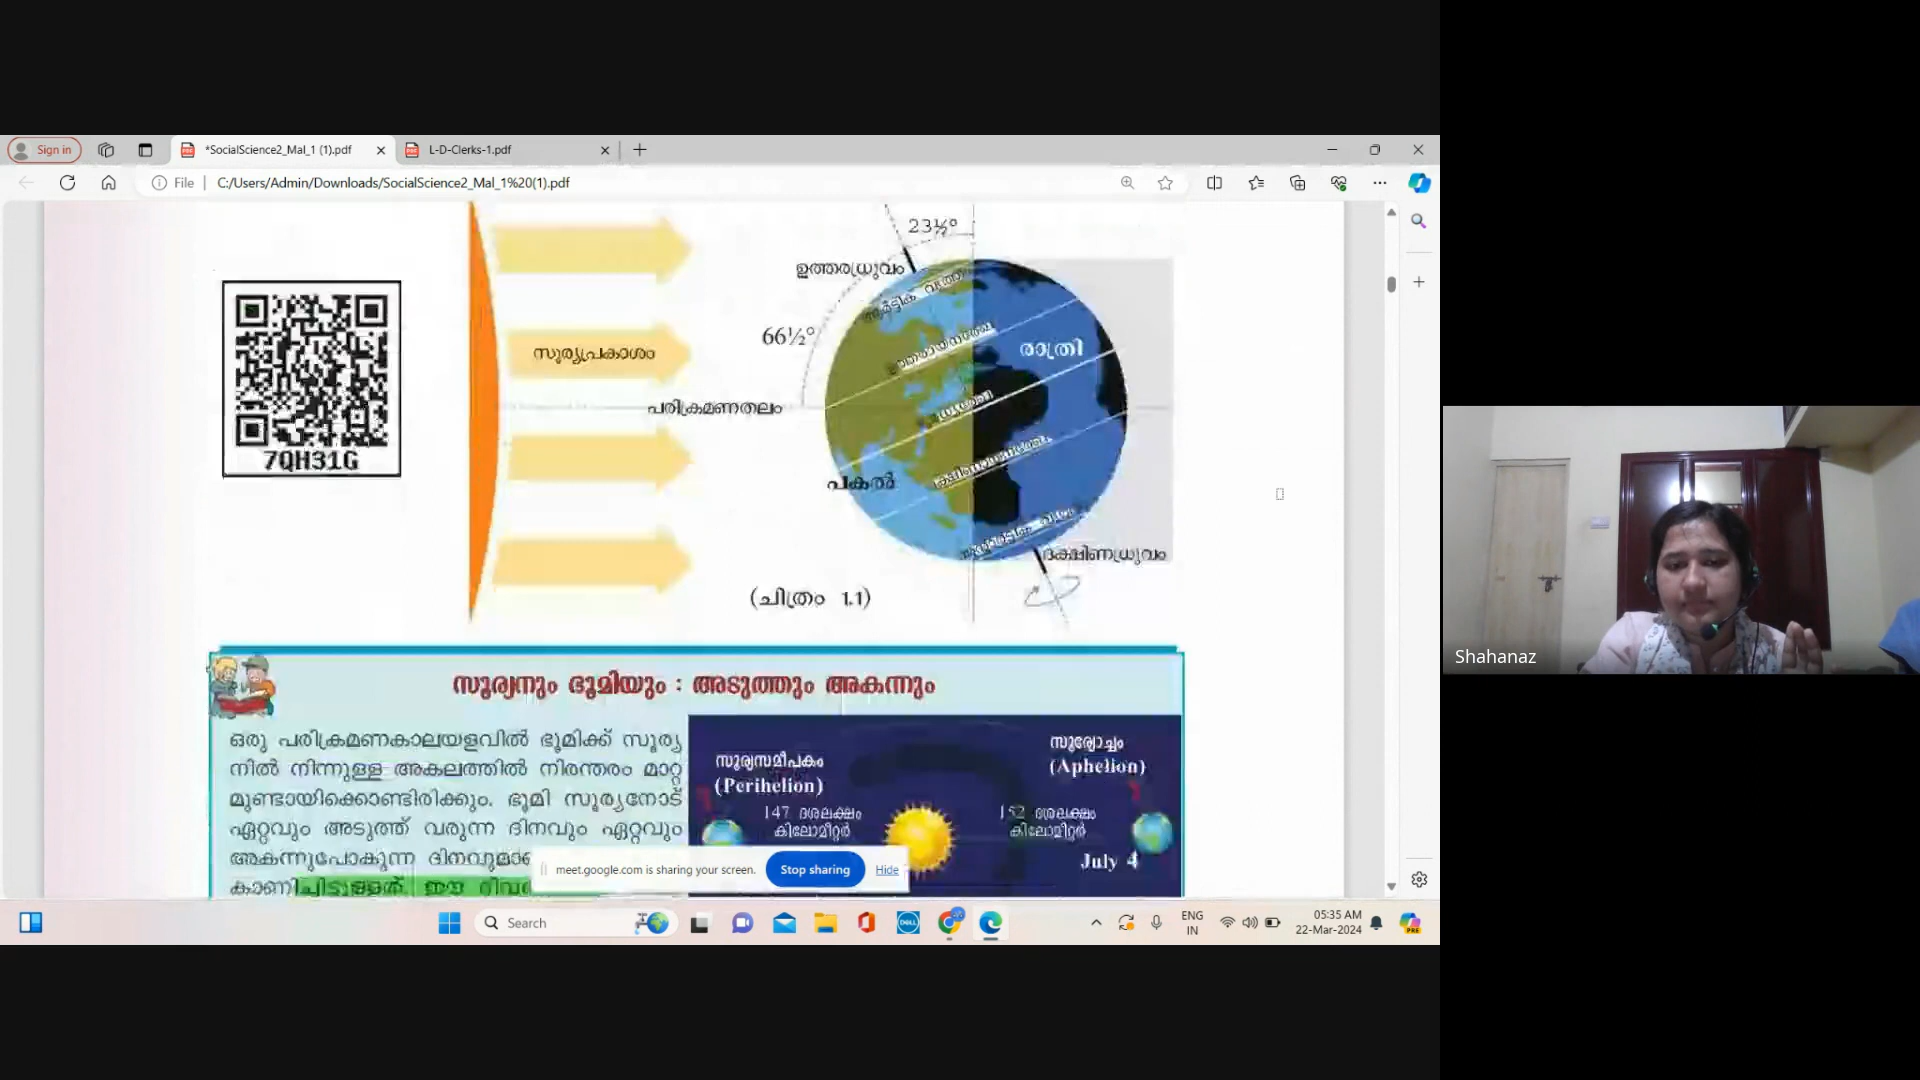 Sign in
*SocialScience2_Mal_1 (1).pdf
L-D-Clerks-1.pdf
File
C:/Users/Admin/Downloads/SocialScience2_Mal_1%20(1).pdf
23½°
ഉത്തരധ്രുവം
66½°
സൂര്യപ്രകാശം
രാത്രി
പരിക്രമണതലം
പകൽ
ദക്ഷിണധ്രുവം
7QH31G
(ചിത്രം 1.1)
സൂര്യനും ഭൂമിയും : അടുത്തും അകന്നും
ഒരു പരിക്രമണകാലയളവിൽ ഭൂമിക്ക് സൂര്യ
നിൽ നിന്നുള്ള അകലത്തിൽ നിരന്തരം മാറ്റ
മുണ്ടായിക്കൊണ്ടിരിക്കും. ഭൂമി സൂര്യനോട്
ഏറ്റവും അടുത്ത് വരുന്ന ദിനവും ഏറ്റവും
അകന്നുപോകുന്ന
കാണിച്ചിട്ടുള്ളത്. ഈ
സൂര്യസമീപകം
(Perihelion)
147 ദശലക്ഷം
കിലോമീറ്റർ
സൂര്യോച്ചം
(Aphelion)
152 ദശലക്ഷം
കിലോമീറ്റർ
July 4
meet.google.com is sharing your screen.
Stop sharing
Hide
Search
ENG
IN
05:35 AM
22-Mar-2024
Shahanaz